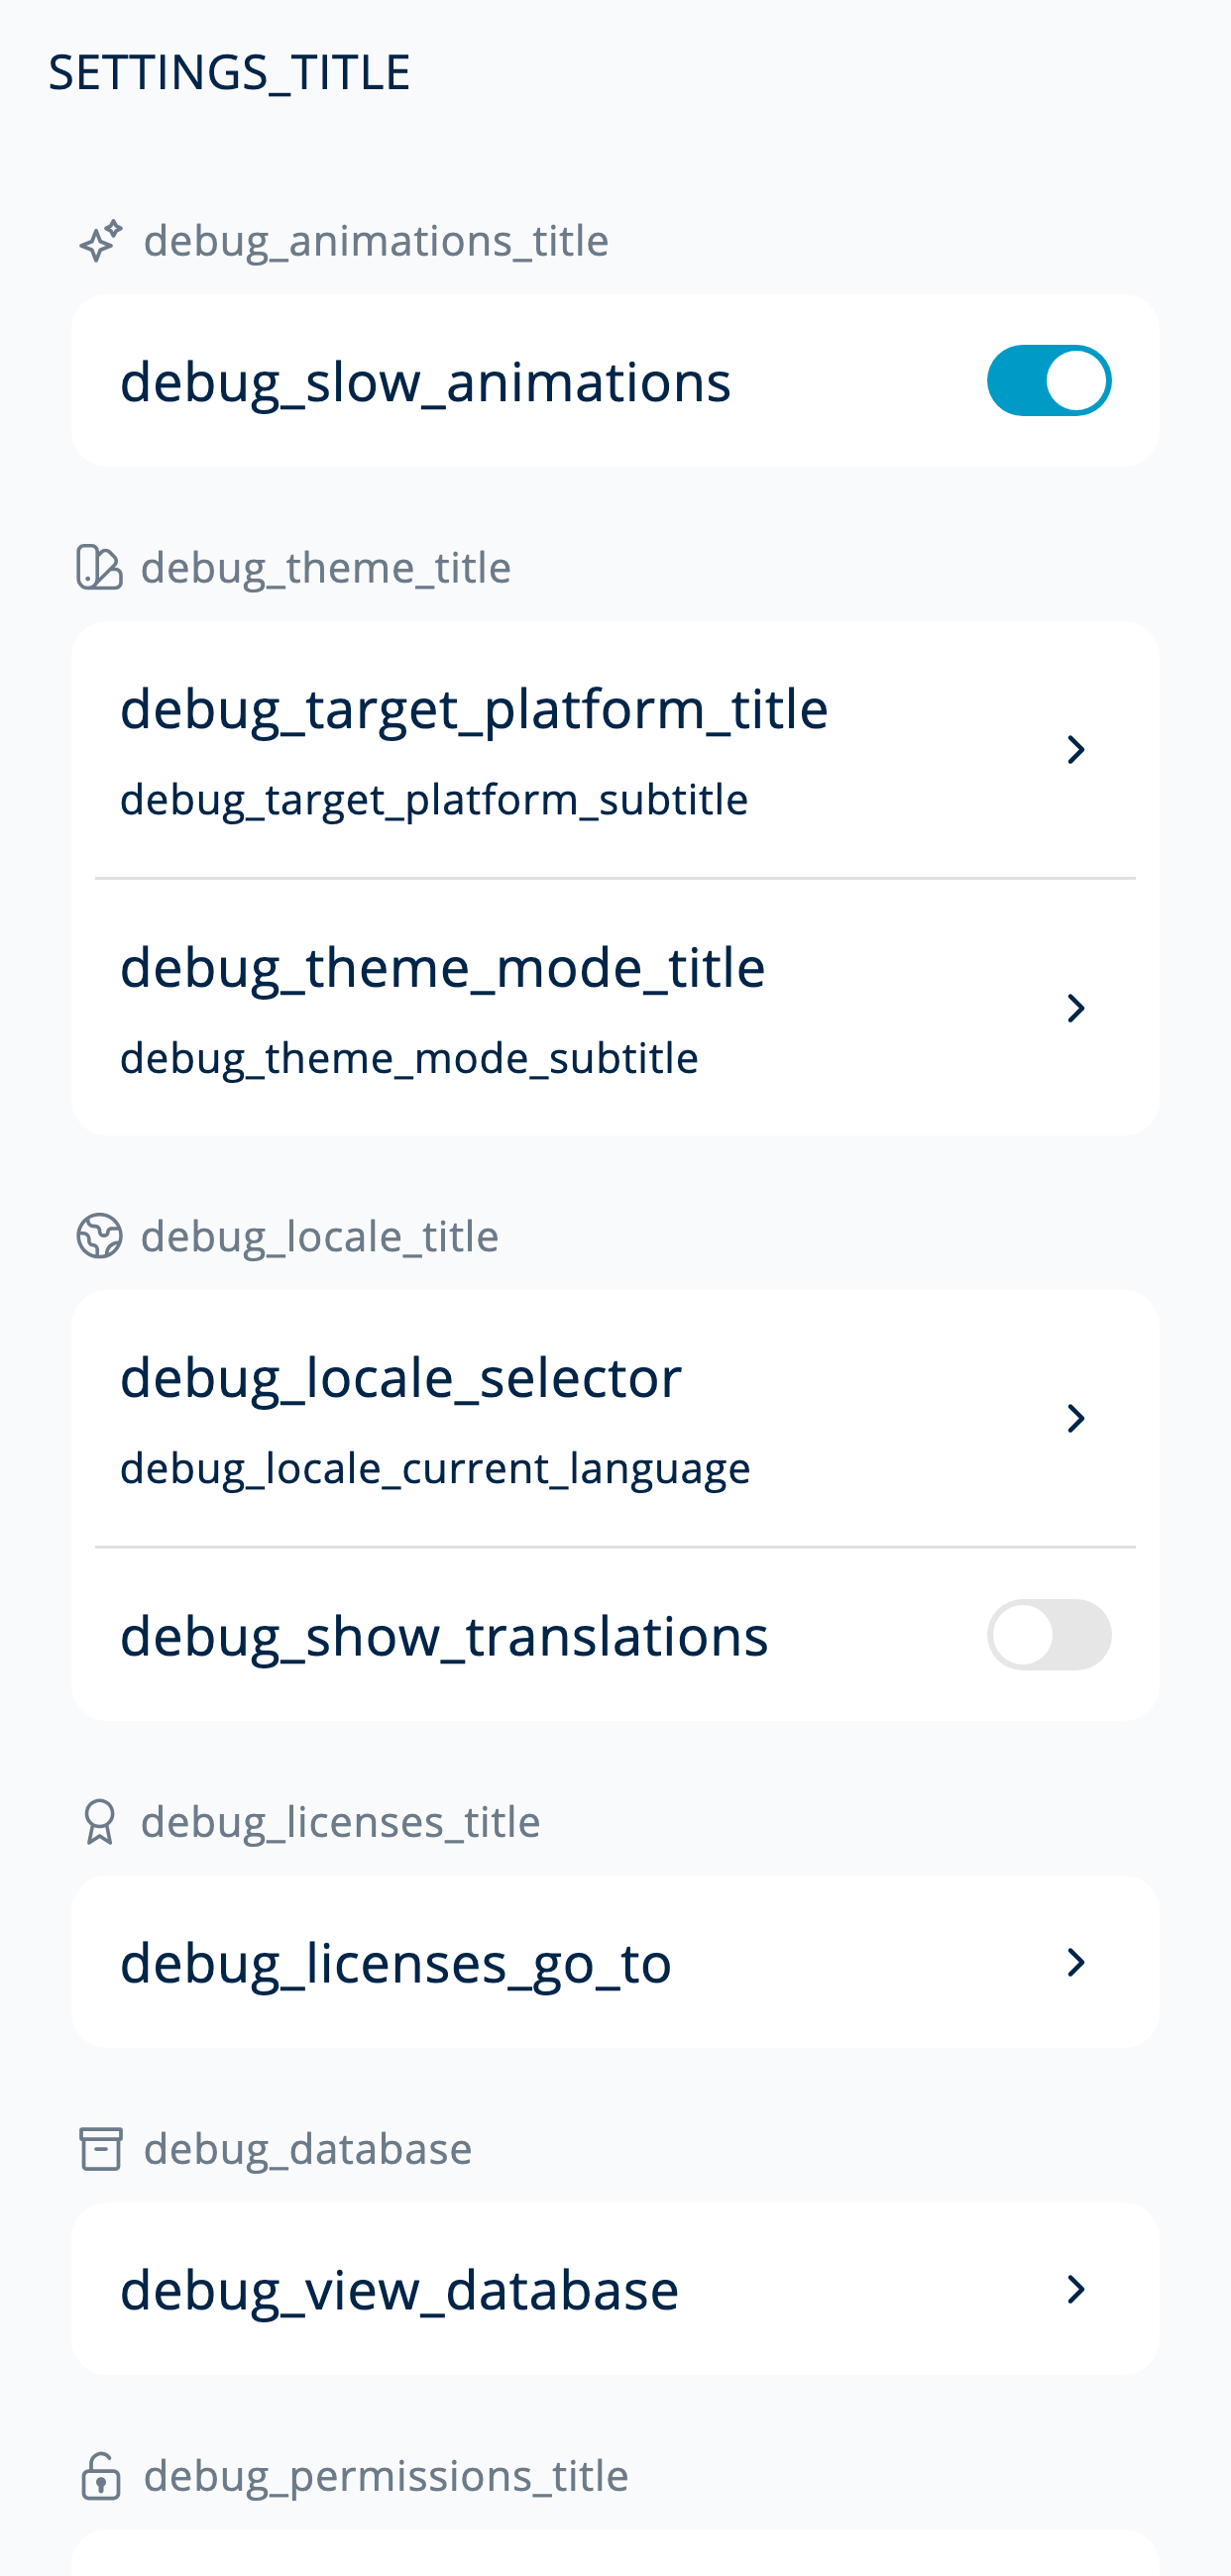 SETTINGS_TITLE
debug_animations_title
debug_slow_animations
debug_theme_title
debug_target_platform_title
debug_target_platform_subtitle
debug_theme_mode_title
debug_theme_mode_subtitle
debug_locale_title
debug_locale_selector
debug_locale_current_language
debug_show_translations
debug_licenses_title
debug_licenses_go_to
debug_database
debug_view_database
debug_permissions_title